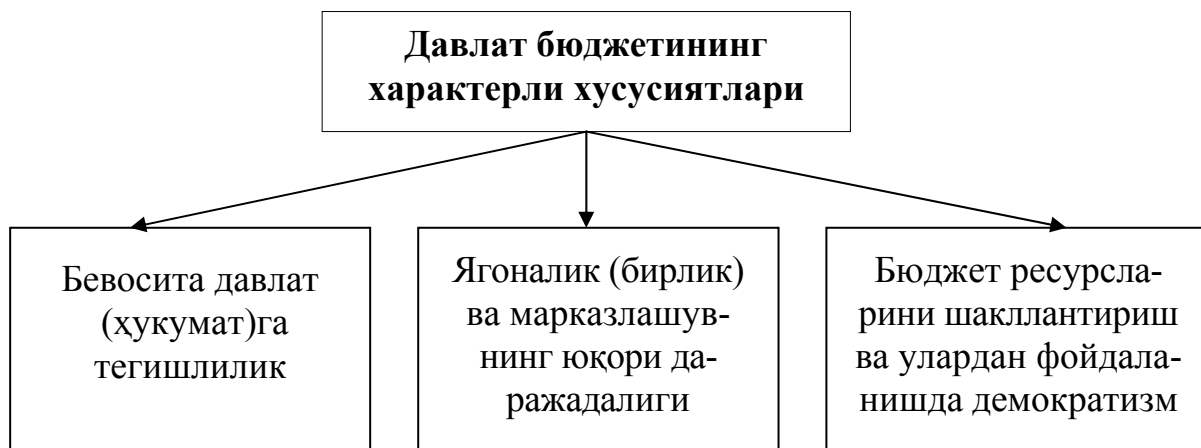 Давлат бюджетининг
характерли хусусиятлари
Бевосита давлат
(ҳукумат)га
тегишлилик
Ягоналик (бирлик)
ва марказлашув-
нинг юқори да-
ражадалиги
Бюджет ресурсла-
рини шакллантириш
ва улардан фойдала-
нишда демократизм